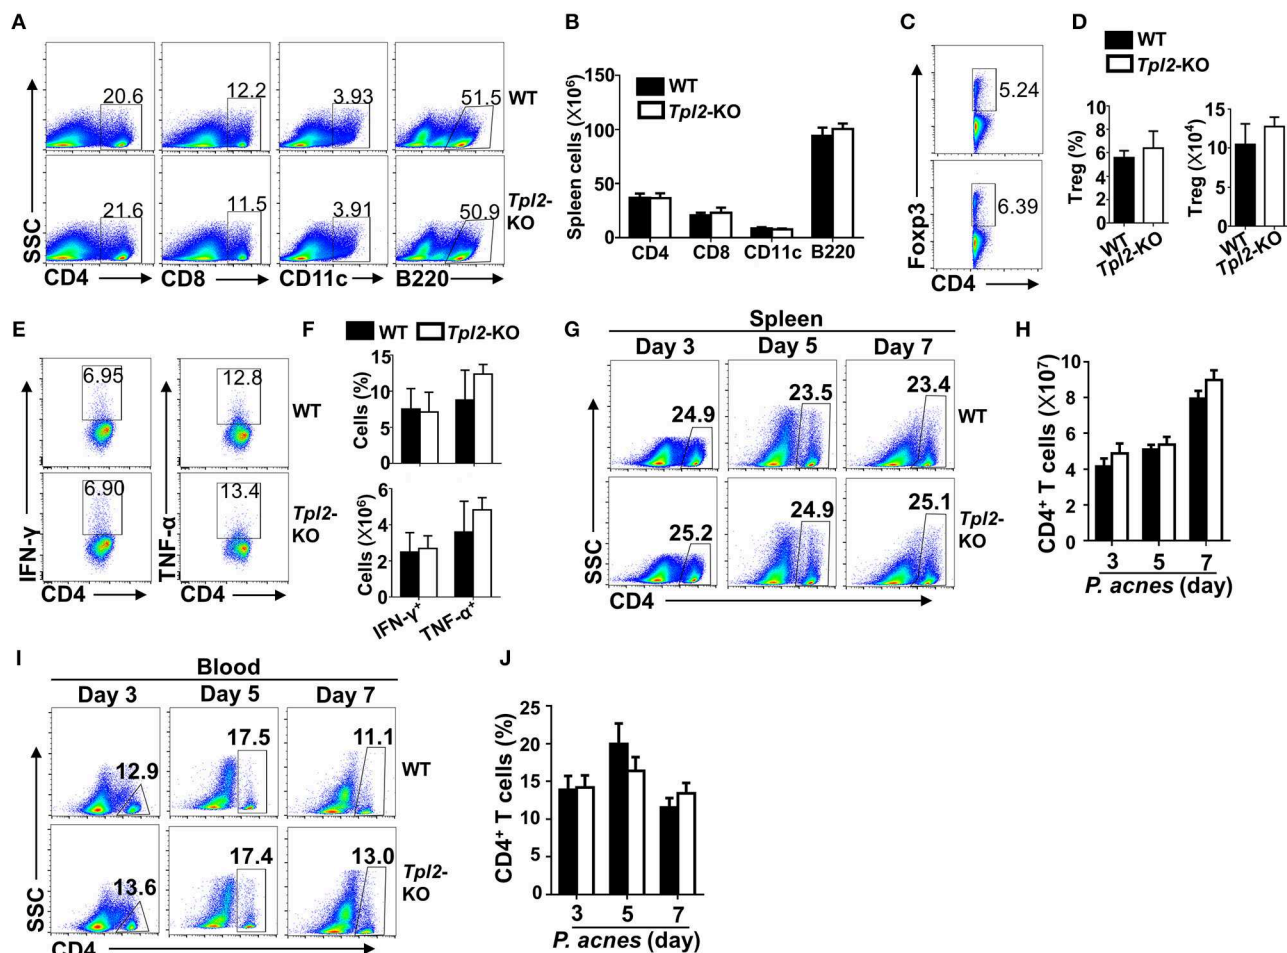 A
20.6
12.2
3.93
51.5
WT
21.6
11.5
3.91
50.9
Tpl2-
KO
SSC
CD4
CD8
CD11c
B220
B
WT
Tpl2-KO
Spleen cells (X10⁶)
150
100
50
0
CD4
CD8
CD11c
B220
C
5.24
6.39
Foxp3
CD4
D
WT
Tpl2-KO
Treg (%)
10
8
6
4
2
0
WT
Tpl2-KO
Treg (X10⁴)
15
10
5
0
WT
Tpl2-KO
E
6.95
12.8
WT
6.90
13.4
Tpl2-
KO
IFN-γ
TNF-α
CD4
CD4
F
WT
Tpl2-KO
Cells (%)
15
10
5
0
Cells (X10⁶)
6
4
2
0
IFN-γ⁺
TNF-α⁺
G
Spleen
Day 3
Day 5
Day 7
24.9
23.5
23.4
WT
25.2
24.9
25.1
Tpl2-
KO
SSC
CD4
H
CD4⁺ T cells (X10⁷)
10
8
6
4
2
0
3
5
7
P. acnes (day)
I
Blood
Day 3
Day 5
Day 7
12.9
17.5
11.1
WT
13.6
17.4
13.0
Tpl2-
KO
SSC
CD4
J
CD4⁺ T cells (%)
25
20
15
10
5
0
3
5
7
P. acnes (day)